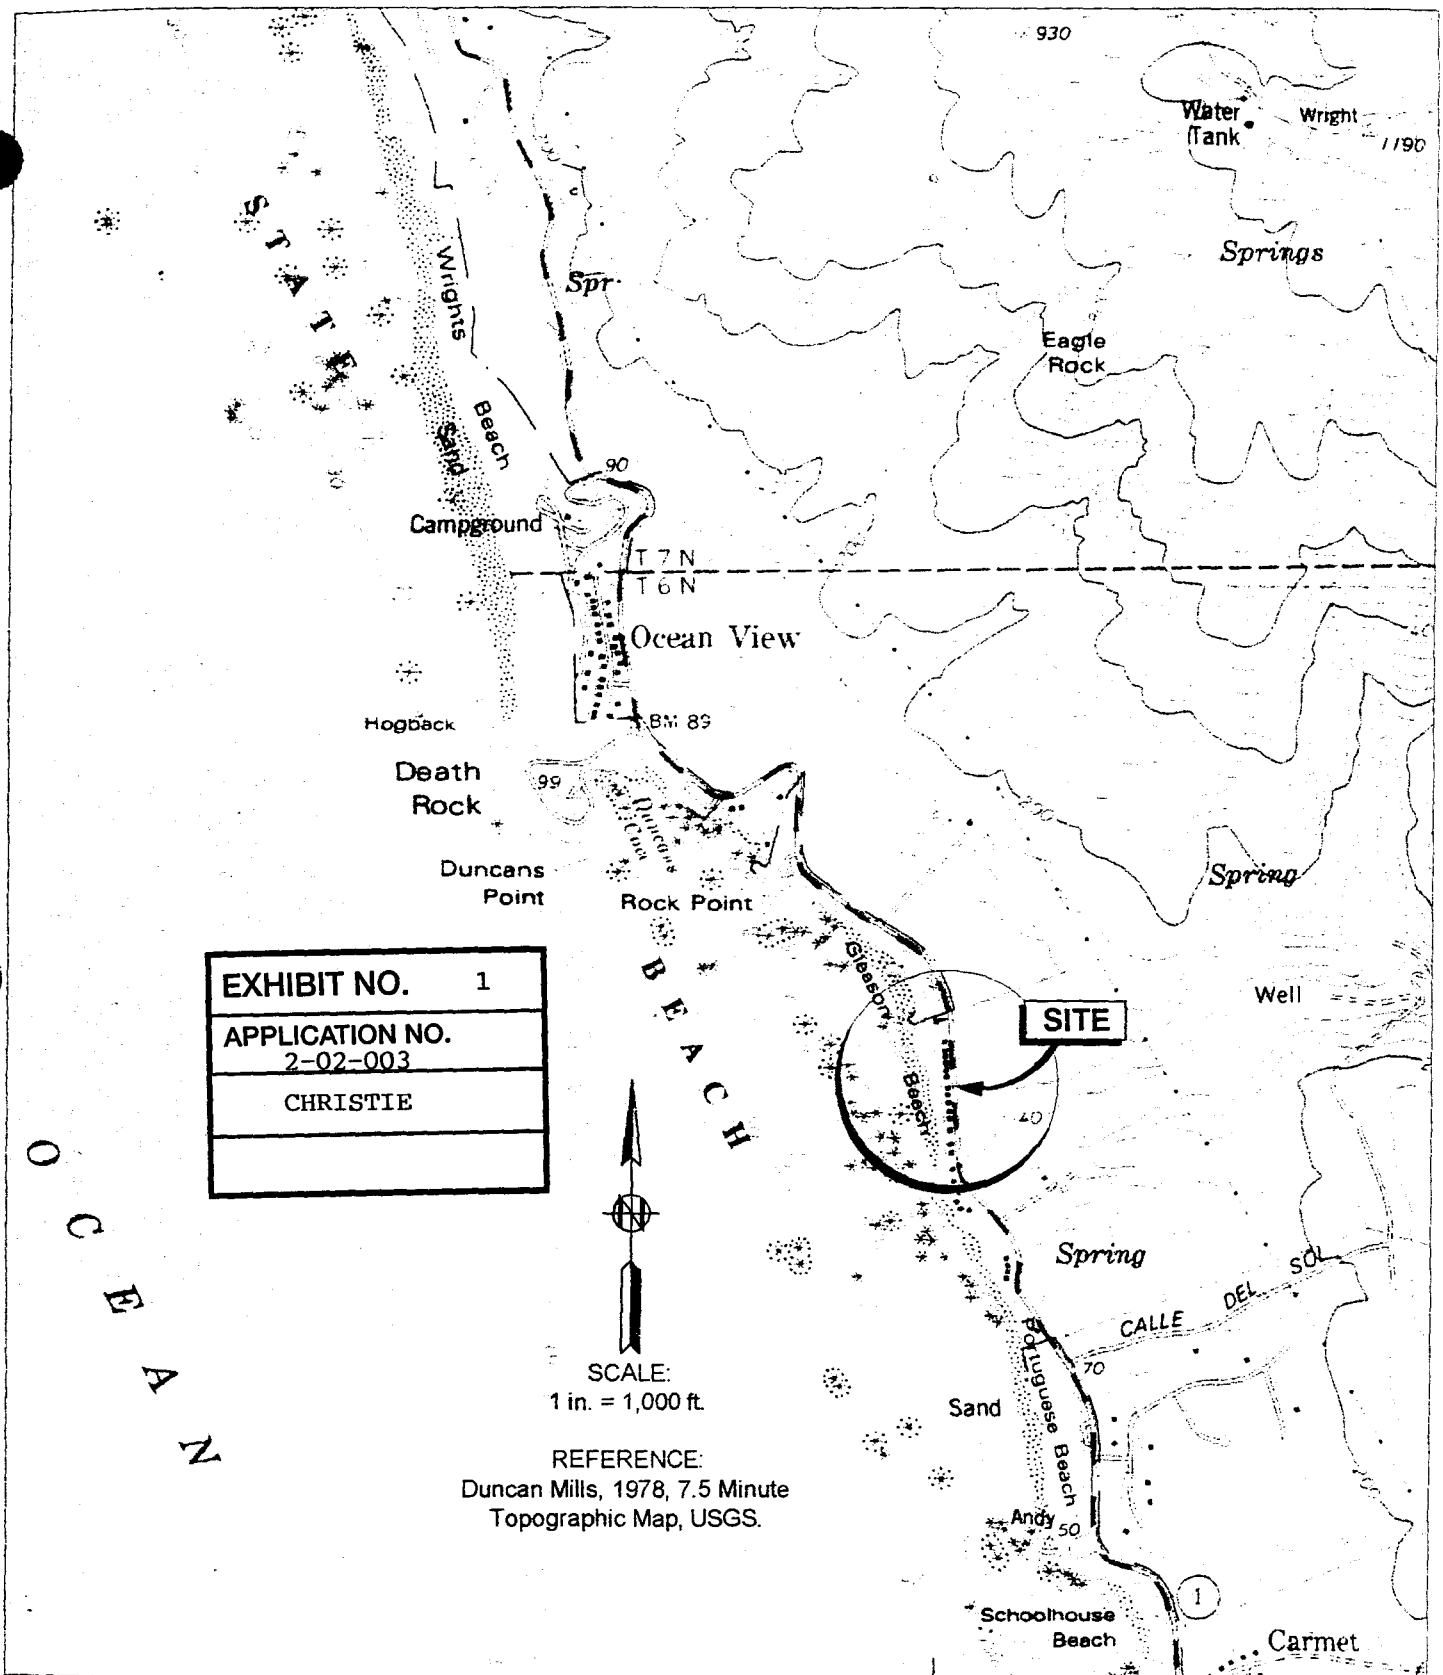 930
Water
Tank
Wright
1190
STATE
Springs
Wrights
Spr.
Eagle
Rock
Beach
Sand
90
Campground
T 7 N
T 6 N
Ocean View
Hogback
BM 89
Death
Rock
99
Duncans
Cove
200
Duncans
Point
Rock Point
Spring
BEACH
Gleason
Beach
Well
SITE
EXHIBIT NO. 1
APPLICATION NO.
2-02-003
CHRISTIE
40
OCEAN
N
Spring
CALLE DEL SOL
SCALE:
1 in. = 1,000 ft.
70
Portuguese Beach
Sand
REFERENCE:
Duncan Mills, 1978, 7.5 Minute
Topographic Map, USGS.
Andy
50
1
Schoolhouse
Beach
Carmet